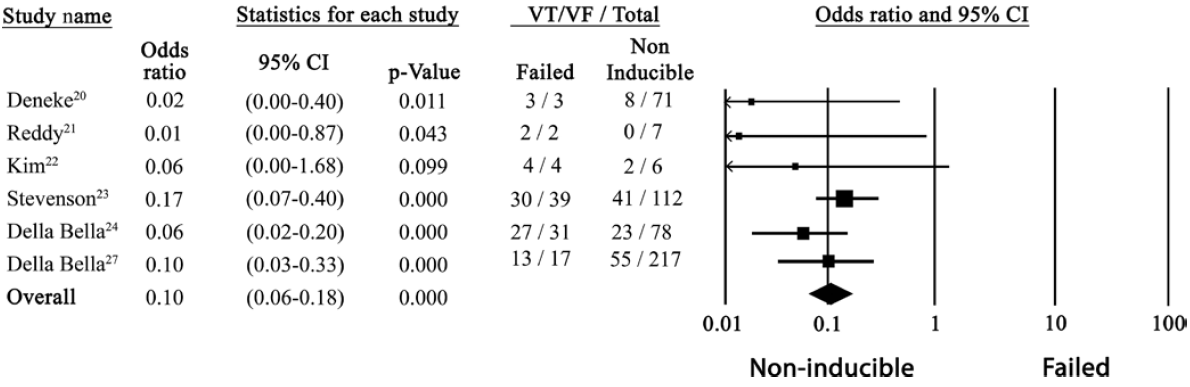 Study name Statistics for each study VT/VF / Total Odds ratio and 95% CI
Odds ratio 95% CI p-Value Failed Non Inducible
Deneke20 0.02 (0.00-0.40) 0.011 3 / 3 8 / 71
Reddy21 0.01 (0.00-0.87) 0.043 2 / 2 0 / 7
Kim22 0.06 (0.00-1.68) 0.099 4 / 4 2 / 6
Stevenson23 0.17 (0.07-0.40) 0.000 30 / 39 41 / 112
Della Bella24 0.06 (0.02-0.20) 0.000 27 / 31 23 / 78
Della Bella27 0.10 (0.03-0.33) 0.000 13 / 17 55 / 217
Overall 0.10 (0.06-0.18) 0.000
0.01 0.1 1 10 100
Non-inducible Failed